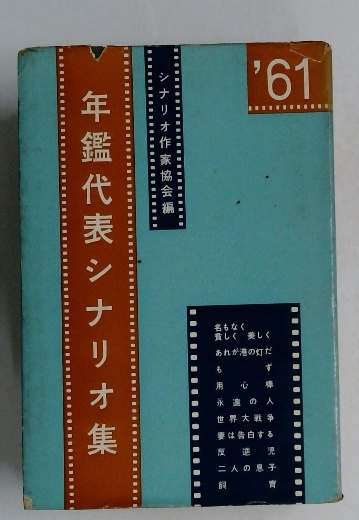 '61
シナリオ作家協会編
年鑑代表シナリオ集
名もなく
貧しく 美しく
あれが港の灯だ
もず
用心棒
永遠の人
世界大戦争
妻は告白する
反逆児
二人の息子
飼育